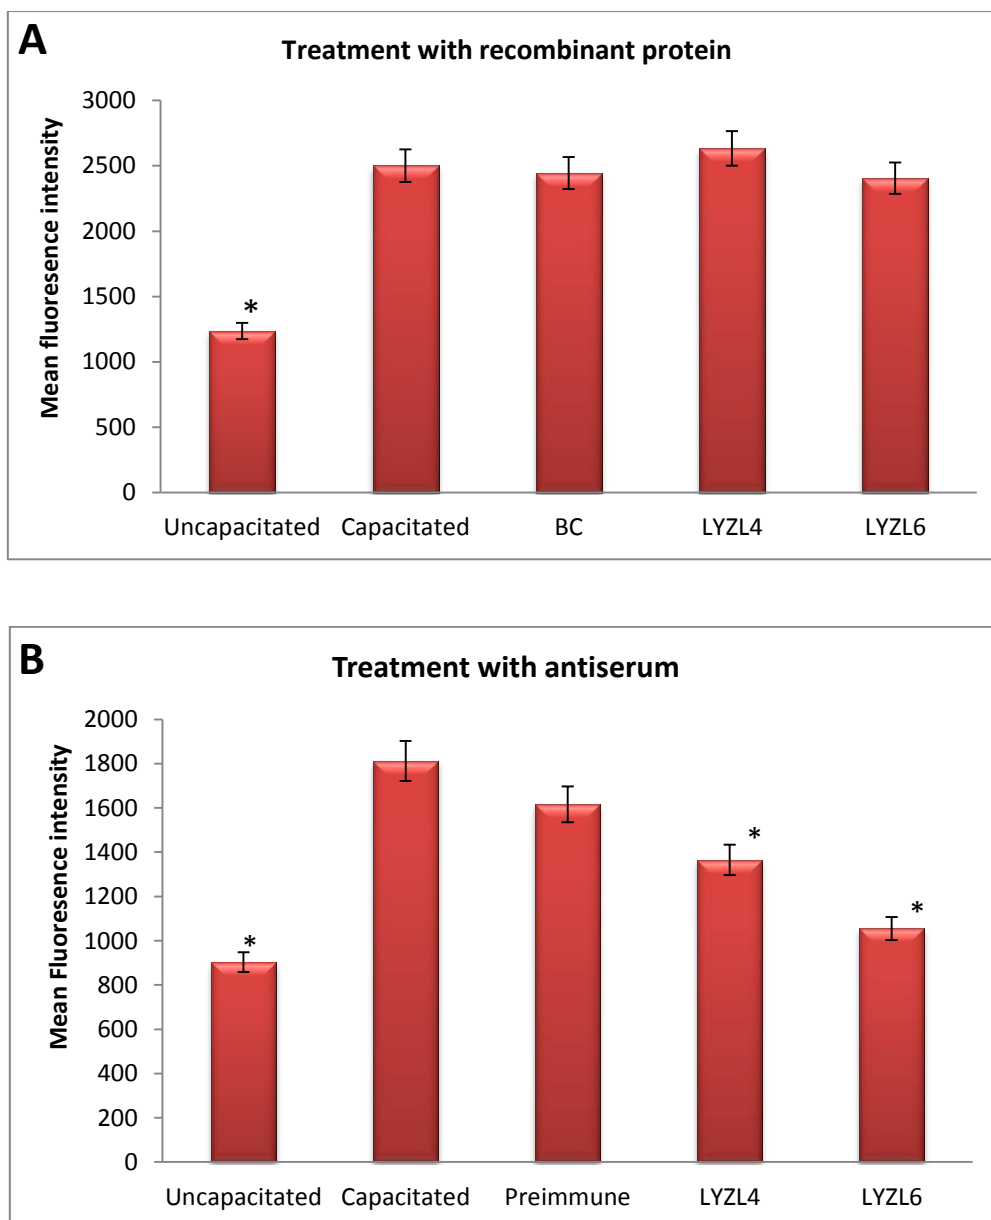 A
Treatment with recombinant protein
Mean fluoresence intensity
3000
2500
2000
1500
1000
500
0
*
Uncapacitated Capacitated BC LYZL4 LYZL6
B
Treatment with antiserum
Mean Fluoresence intensity
2000
1800
1600
1400
1200
1000
800
600
400
200
0
*
*
*
Uncapacitated Capacitated Preimmune LYZL4 LYZL6